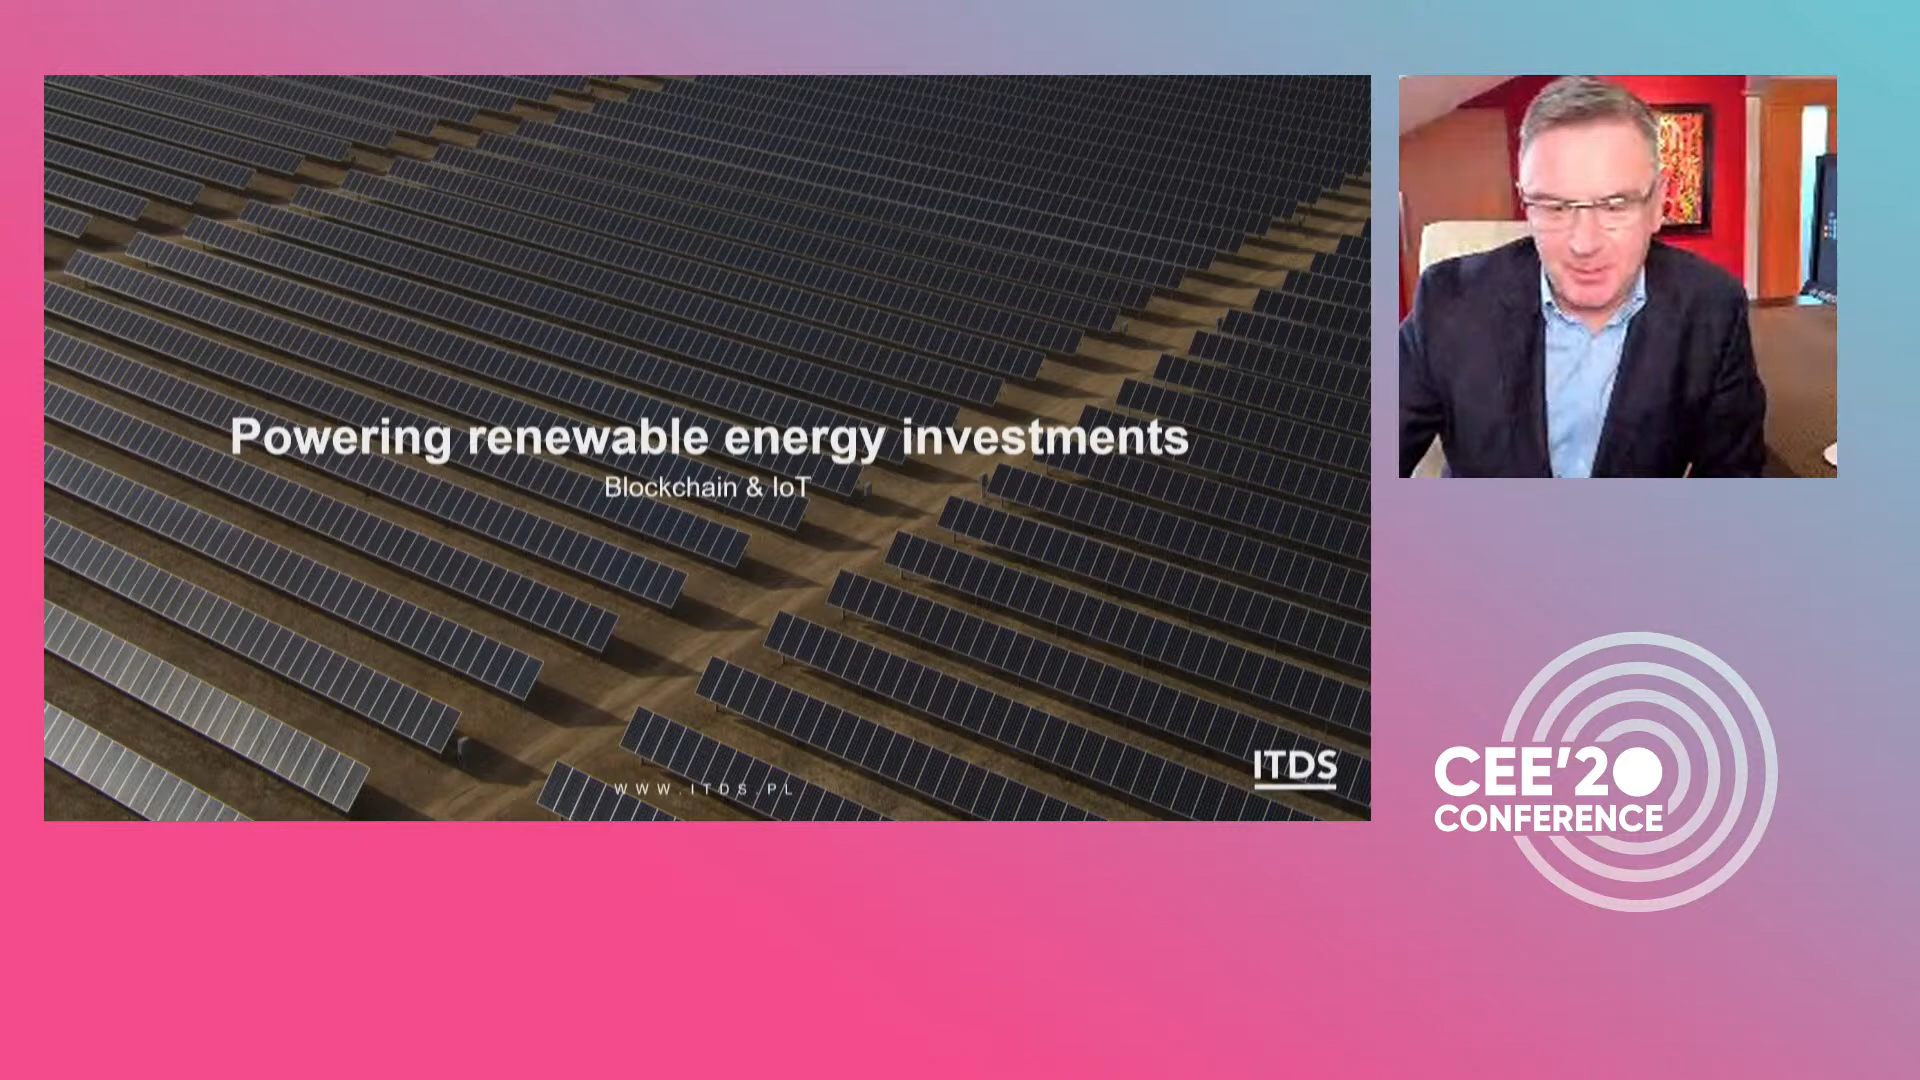 Powering renewable energy investments
Blockchain & IoT
WWW.ITDS.PL
ITDS
CEE'20
CONFERENCE